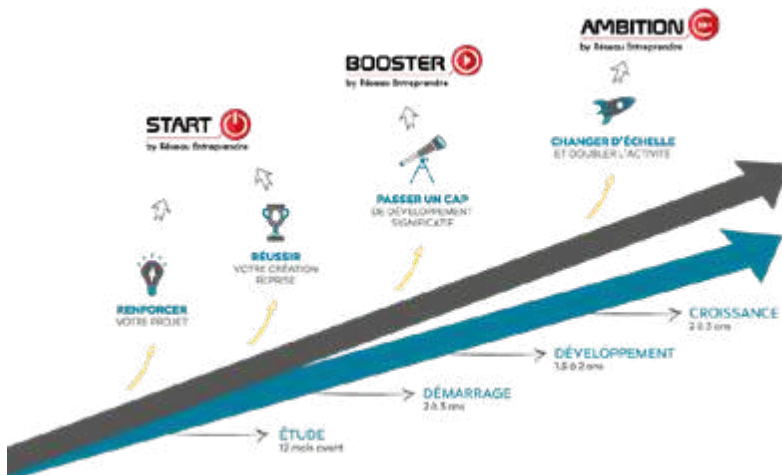 AMBITION
by Réseau Entreprendre
BOOSTER
by Réseau Entreprendre
START
by Réseau Entreprendre
CHANGER D'ÉCHELLE
ET DOUBLER L'ACTIVITÉ
PASSER UN CAP
DE DÉVELOPPEMENT
SIGNIFICATIF
RÉUSSIR
VOTRE CRÉATION
REPRISE
RENFORCER
VOTRE PROJET
CROISSANCE
2 à 3 ans
DÉVELOPPEMENT
1,5 à 2 ans
DÉMARRAGE
2 à 3 ans
ÉTUDE
12 mois avant